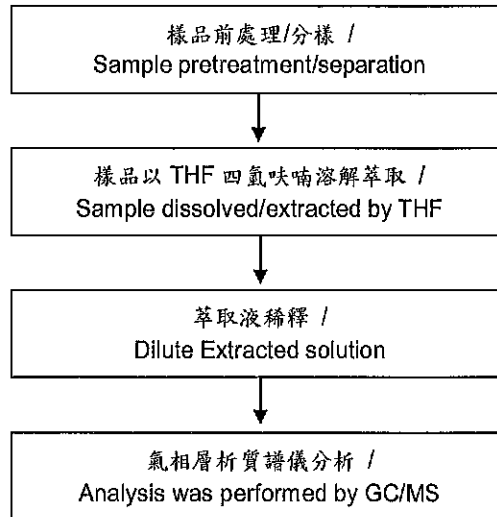 樣品前處理/分樣 /
Sample pretreatment/separation
樣品以 THF 四氫呋喃溶解萃取 /
Sample dissolved/extracted by THF
萃取液稀釋 /
Dilute Extracted solution
氣相層析質譜儀分析 /
Analysis was performed by GC/MS